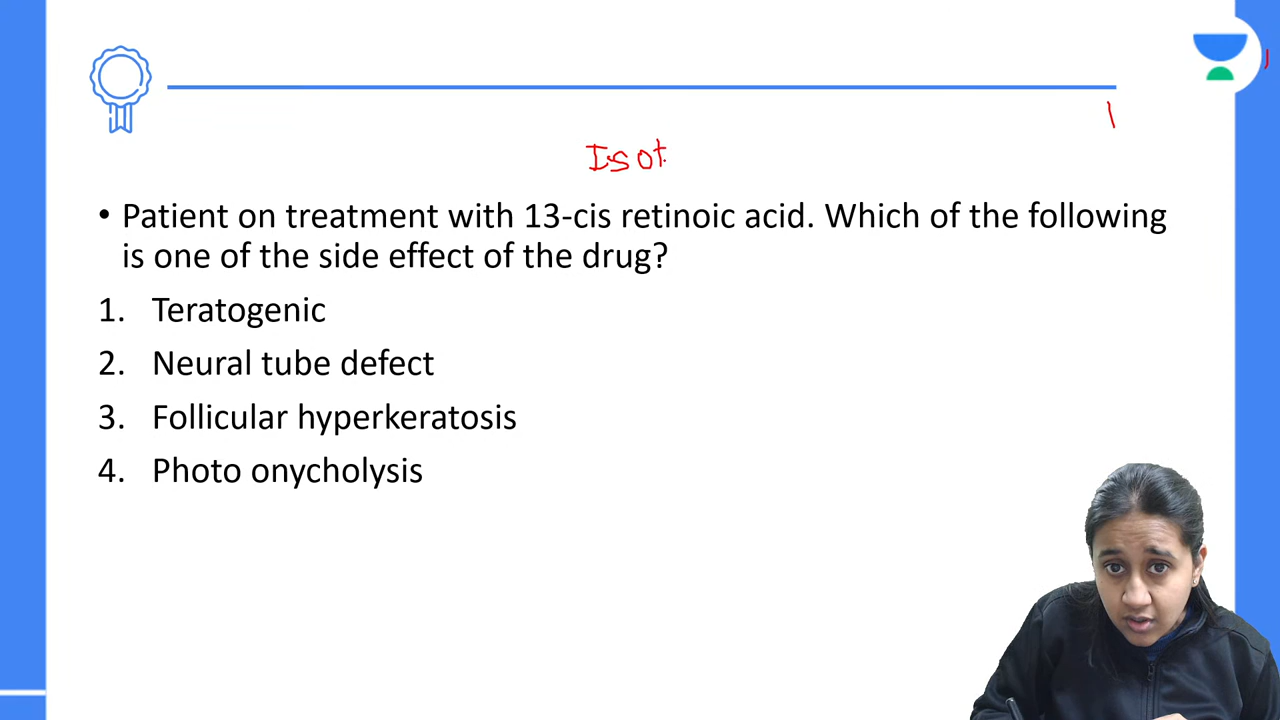 Isot
• Patient on treatment with 13-cis retinoic acid. Which of the following
is one of the side effect of the drug?
1. Teratogenic
2. Neural tube defect
3. Follicular hyperkeratosis
4. Photo onycholysis